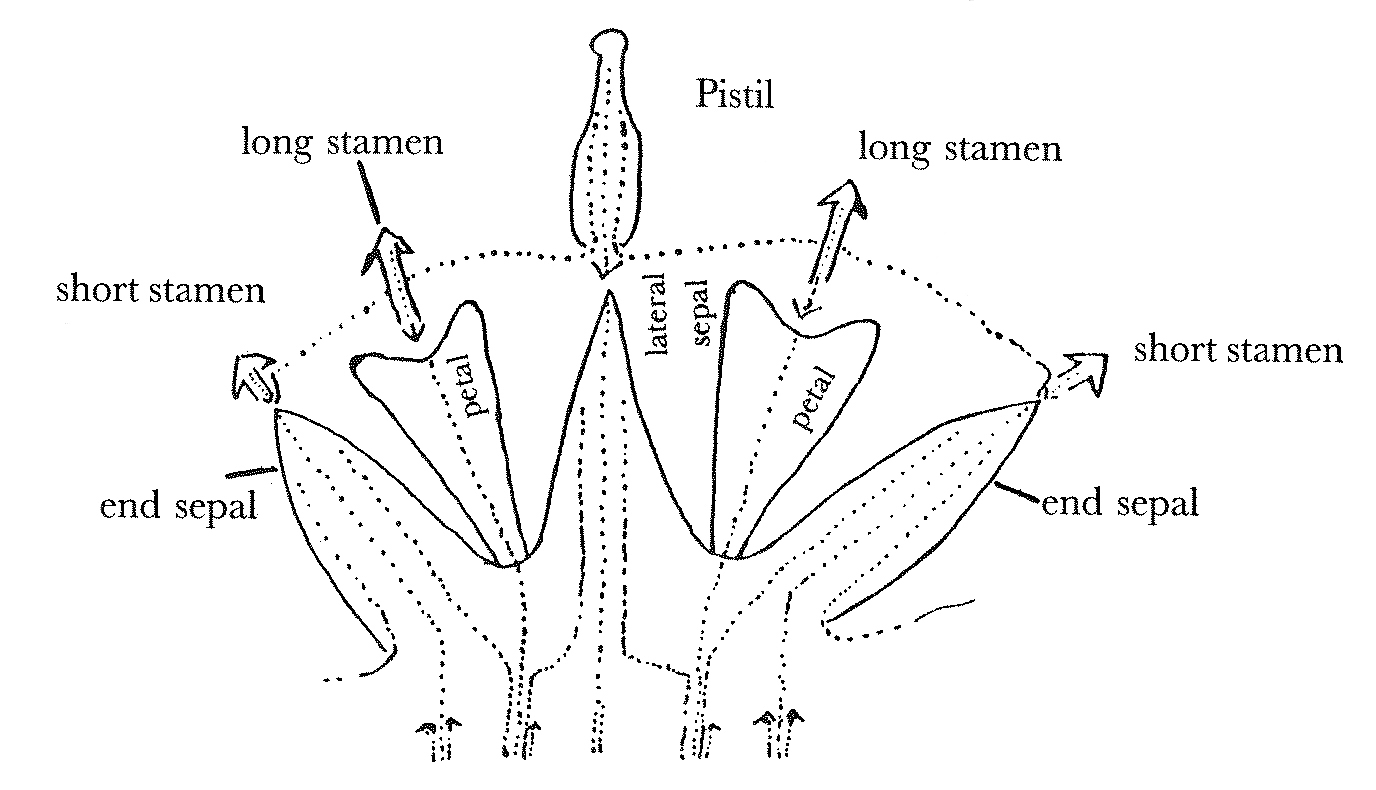 Pistil
long stamen
long stamen
short stamen
lateral
sepal
short stamen
petal
petal
end sepal
end sepal